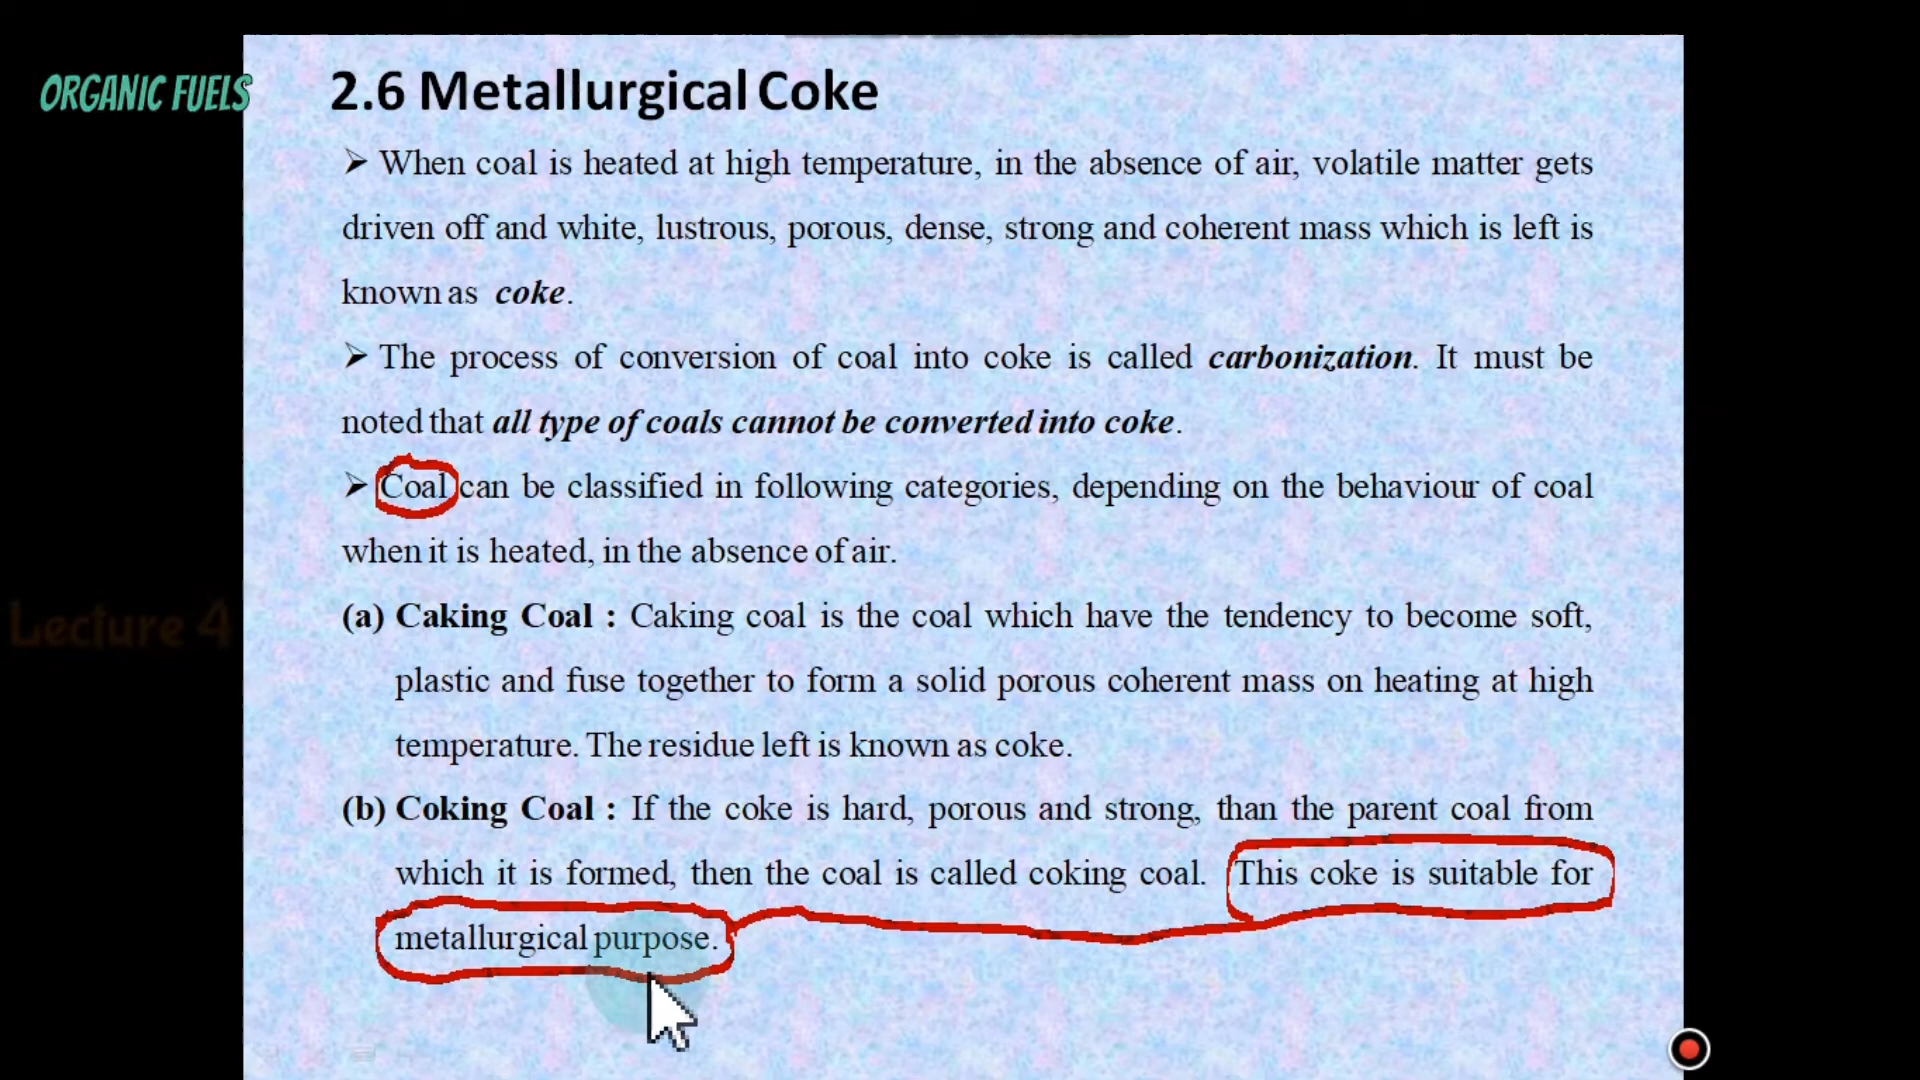 ORGANIC FUELS
2.6 Metallurgical Coke
➤ When coal is heated at high temperature, in the absence of air, volatile matter gets
driven off and white, lustrous, porous, dense, strong and coherent mass which is left is
known as coke.
➤ The process of conversion of coal into coke is called carbonization. It must be
noted that all type of coals cannot be converted into coke.
➤ Coal can be classified in following categories, depending on the behaviour of coal
when it is heated, in the absence of air.
(a) Caking Coal : Caking coal is the coal which have the tendency to become soft,
plastic and fuse together to form a solid porous coherent mass on heating at high
temperature. The residue left is known as coke.
(b) Coking Coal : If the coke is hard, porous and strong, than the parent coal from
which it is formed, then the coal is called coking coal. This coke is suitable for
metallurgical purpose.
Lecture 4